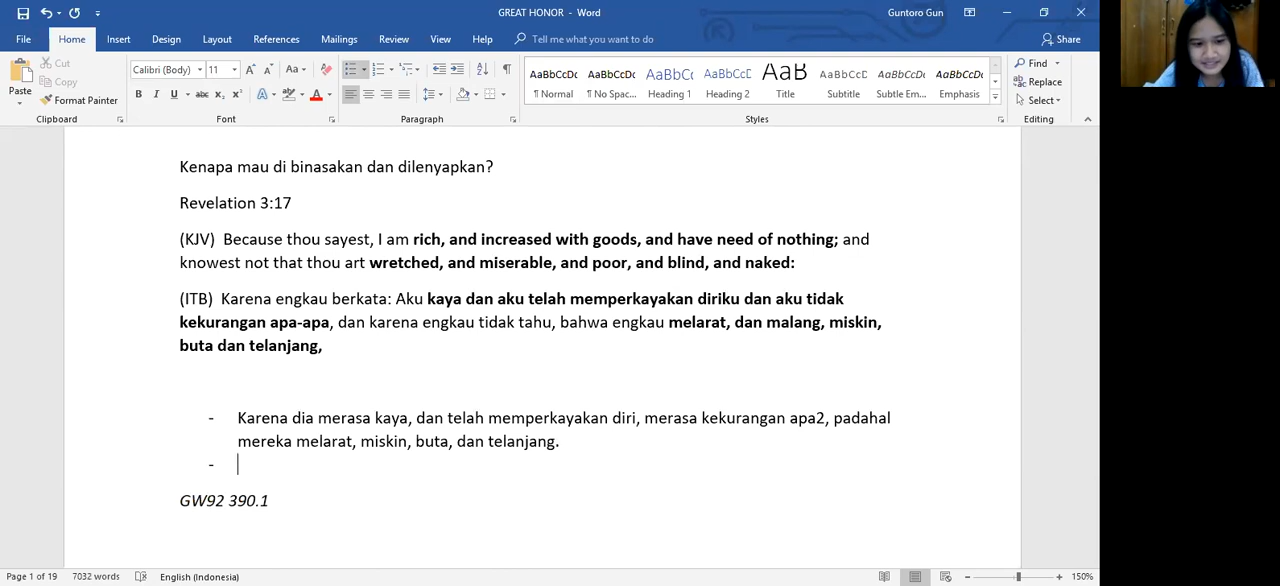 GREAT HONOR - Word
Guntoro Gun
File Home Insert Design Layout References Mailings Review View Help Tell me what you want to do Share
Paste
Cut
Copy
Format Painter
Clipboard
Calibri (Body) 11
Font
Paragraph
AaBbCcDc AaBbCcDc AaBbCc AaBbCcD AaB AaBbCcD AaBbCcDc AaBbCcDc
¶ Normal ¶ No Spac... Heading 1 Heading 2 Title Subtitle Subtle Em... Emphasis
Styles
Find
Replace
Select
Editing
Kenapa mau di binasakan dan dilenyapkan?
Revelation 3:17
(KJV) Because thou sayest, I am rich, and increased with goods, and have need of nothing; and
knowest not that thou art wretched, and miserable, and poor, and blind, and naked:
(ITB) Karena engkau berkata: Aku kaya dan aku telah memperkayakan diriku dan aku tidak
kekurangan apa-apa, dan karena engkau tidak tahu, bahwa engkau melarat, dan malang, miskin,
buta dan telanjang,
- Karena dia merasa kaya, dan telah memperkayakan diri, merasa kekurangan apa2, padahal
mereka melarat, miskin, buta, dan telanjang.
-
GW92 390.1
Page 1 of 19 7032 words English (Indonesia) 150%